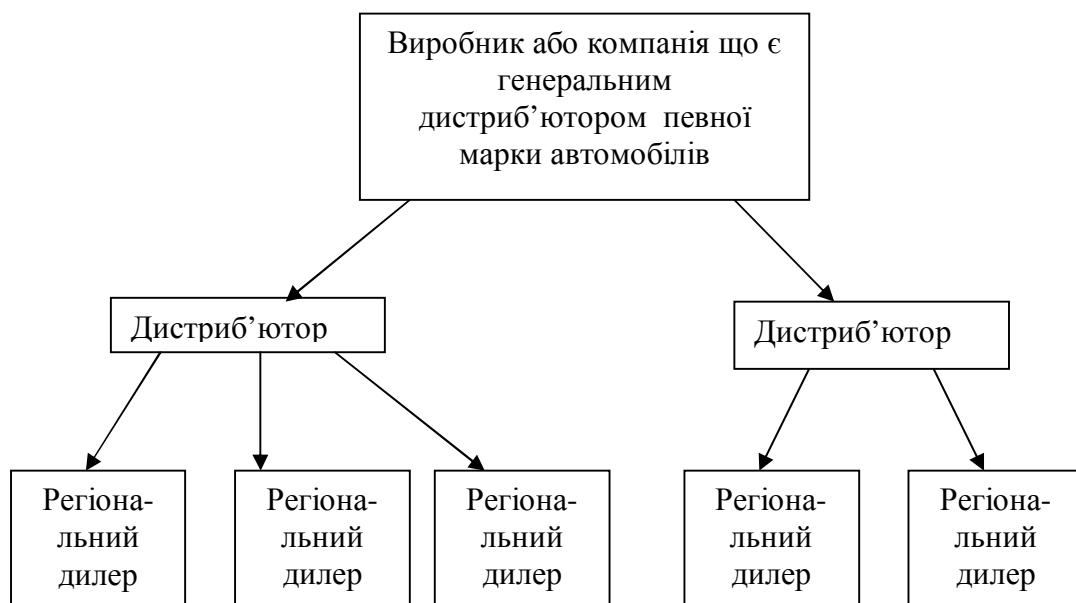 Виробник або компанія що є
генеральним
дистриб’ютором певної
марки автомобілів
Дистриб’ютор
Дистриб’ютор
Регіона-
льний
дилер
Регіона-
льний
дилер
Регіона-
льний
дилер
Регіона-
льний
дилер
Регіона-
льний
дилер